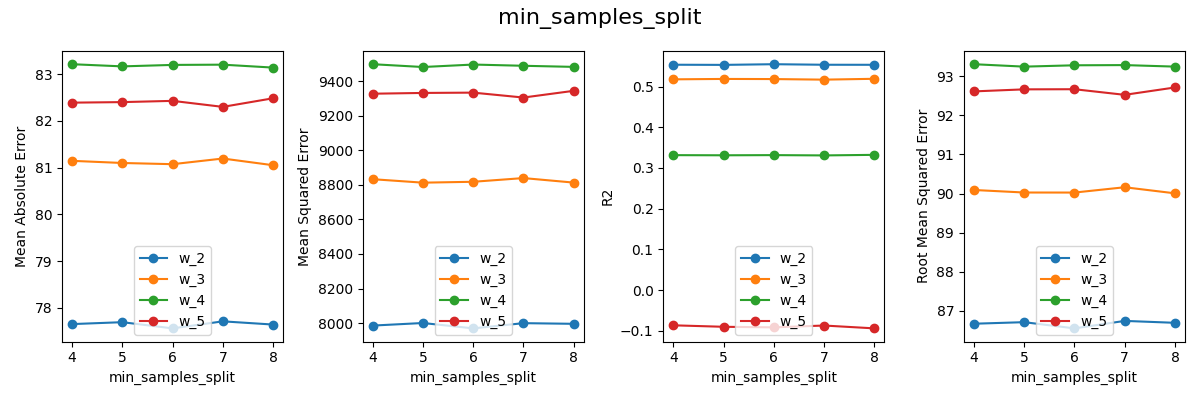 min_samples_split
Mean Absolute Error
83
82
81
80
79
78
4 5 6 7 8
min_samples_split
w_2
w_3
w_4
w_5
Mean Squared Error
9400
9200
9000
8800
8600
8400
8200
8000
4 5 6 7 8
min_samples_split
w_2
w_3
w_4
w_5
R2
0.5
0.4
0.3
0.2
0.1
0.0
−0.1
4 5 6 7 8
min_samples_split
w_2
w_3
w_4
w_5
Root Mean Squared Error
93
92
91
90
89
88
87
4 5 6 7 8
min_samples_split
w_2
w_3
w_4
w_5